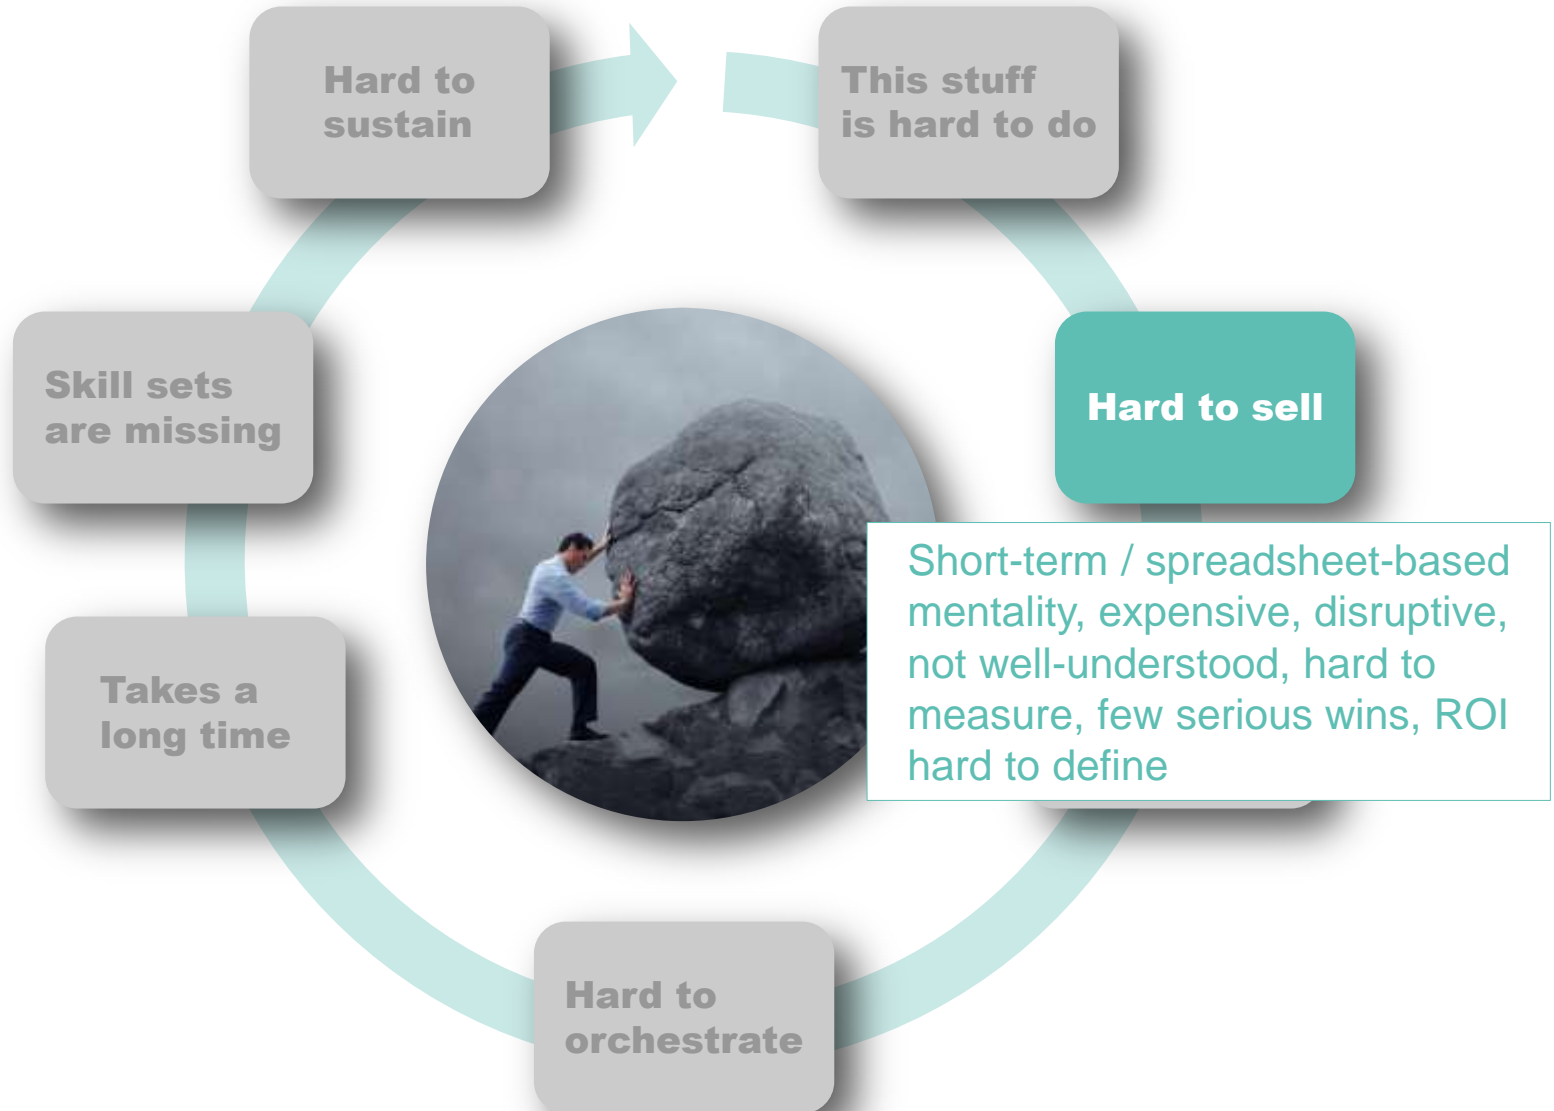 Hard to
sustain
This stuff
is hard to do
Skill sets
are missing
Hard to sell
Short-term / spreadsheet-based
mentality, expensive, disruptive,
not well-understood, hard to
measure, few serious wins, ROI
hard to define
Takes a
long time
Hard to
orchestrate